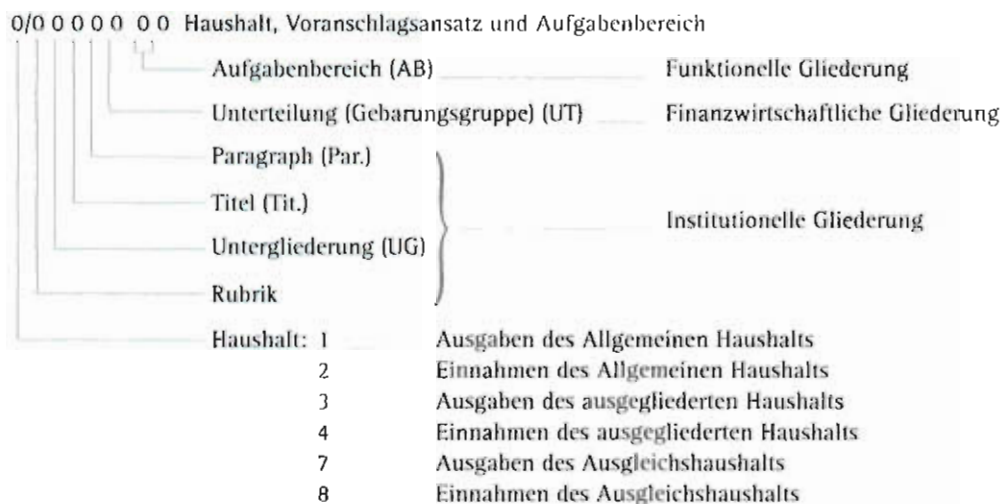 0/0 0 0 0 0 0 0 Haushalt, Voranschlagsansatz und Aufgabenbereich
Aufgabenbereich (AB) Funktionelle Gliederung
Unterteilung (Gebarungsgruppe) (UT) Finanzwirtschaftliche Gliederung
Paragraph (Par.)
Titel (Tit.)
Institutionelle Gliederung
Untergliederung (UG)
Rubrik
Haushalt: 1 Ausgaben des Allgemeinen Haushalts
2 Einnahmen des Allgemeinen Haushalts
3 Ausgaben des ausgegliederten Haushalts
4 Einnahmen des ausgegliederten Haushalts
7 Ausgaben des Ausgleichshaushalts
8 Einnahmen des Ausgleichshaushalts